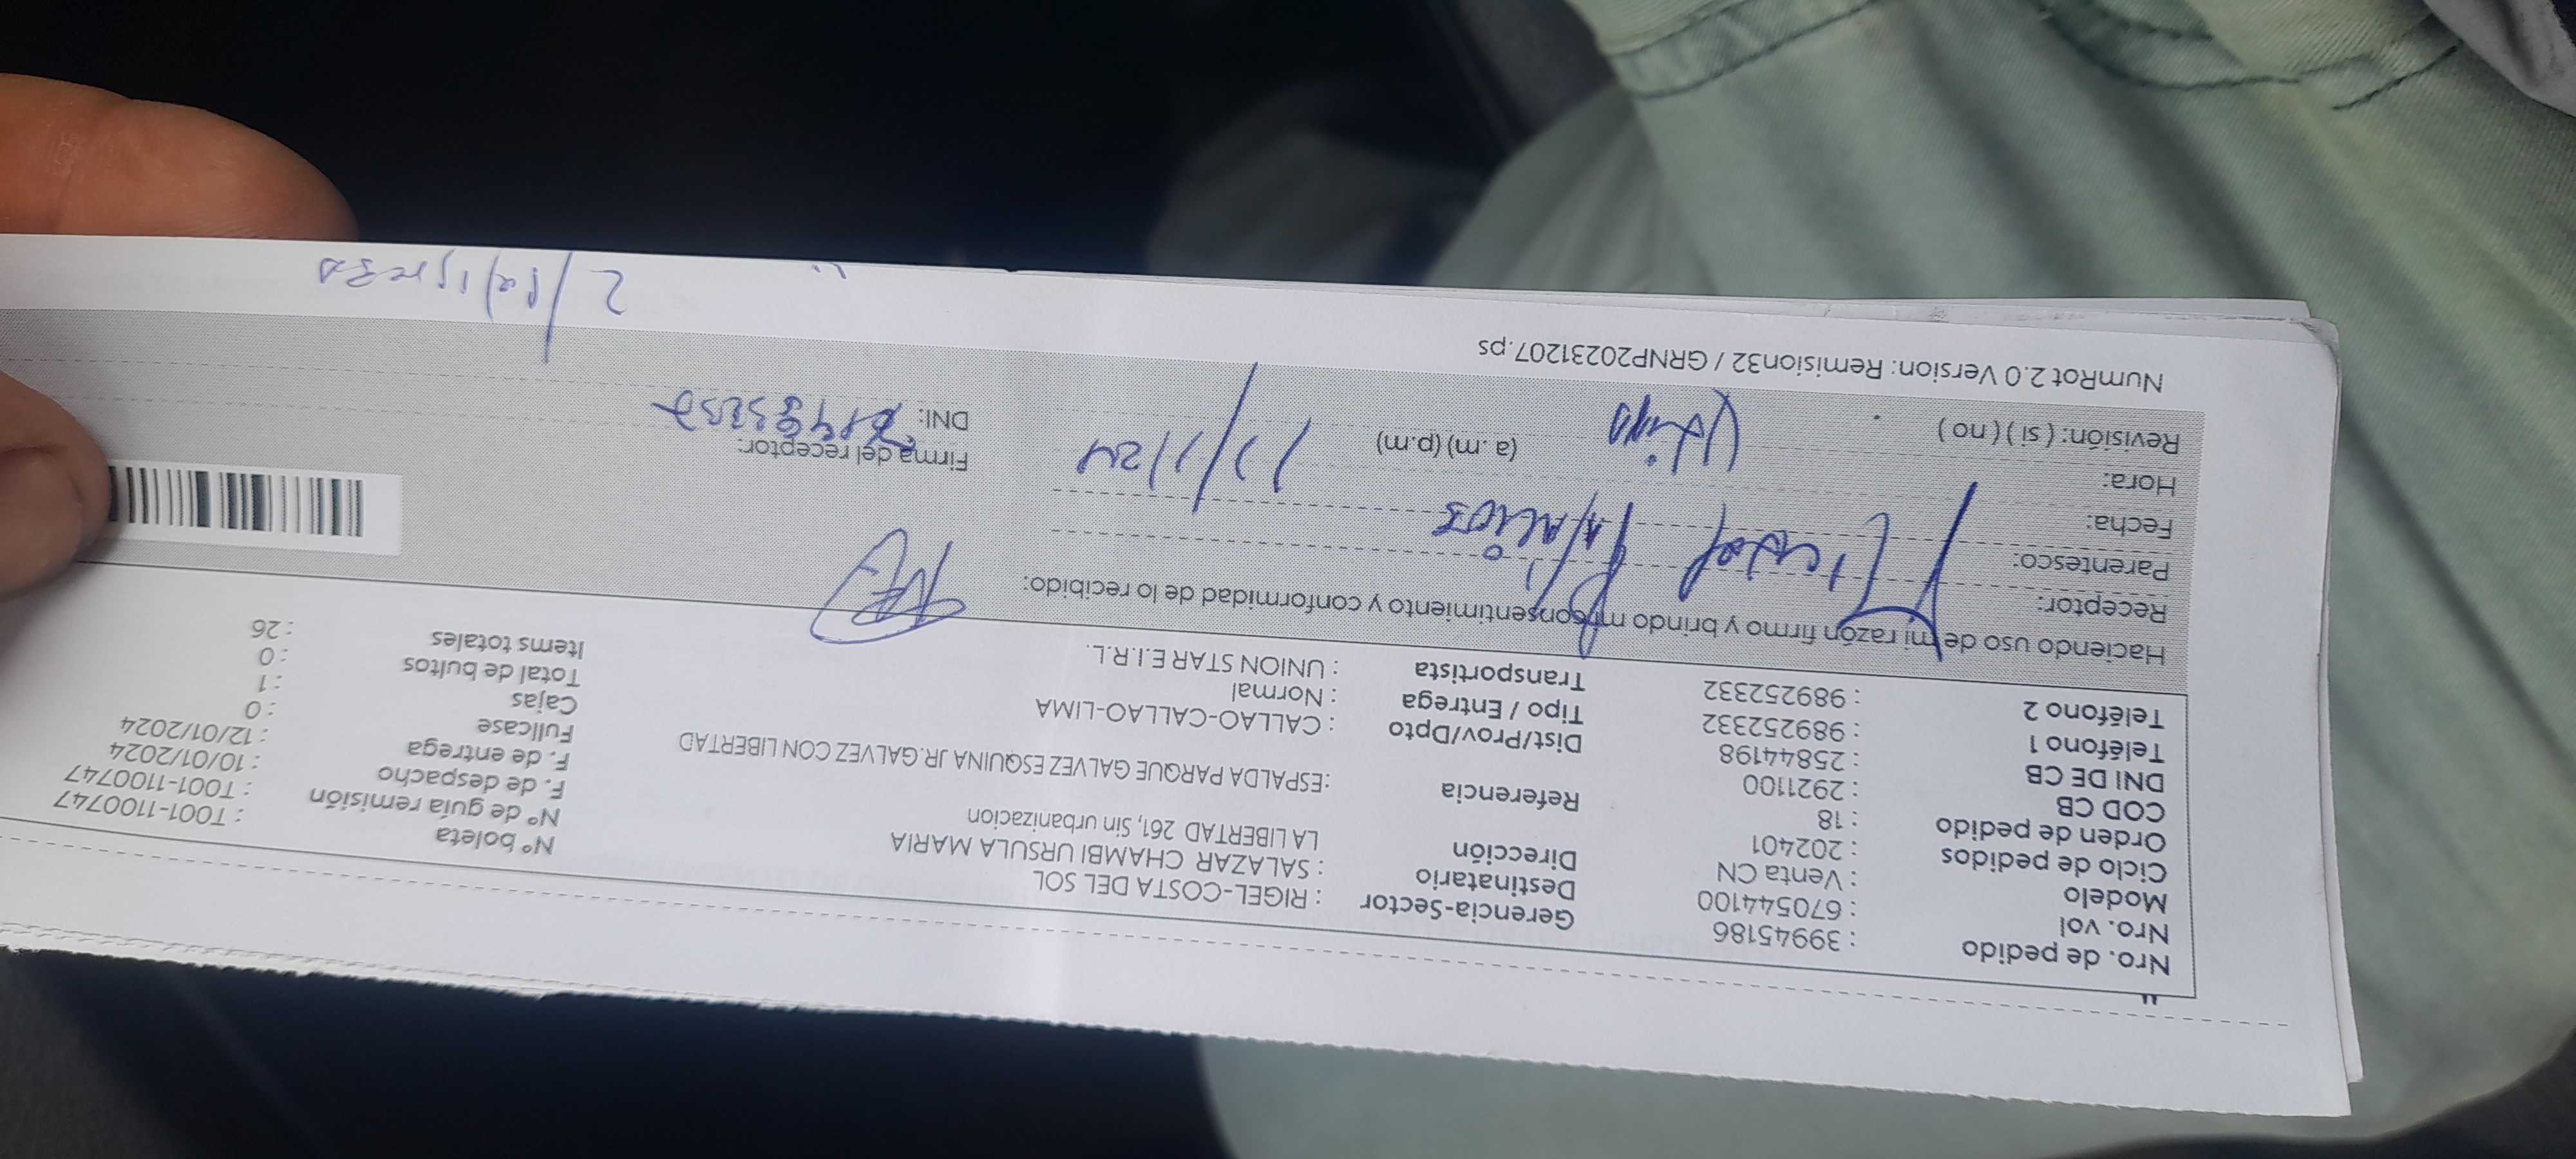 Nro. de pedido : 39945186 Gerencia-Sector : RIGEL-COSTA DEL SOL Nº boleta : T001-1100747
Nro. vol : 670544100 Destinatario : SALAZAR CHAMBI URSULA MARIA Nº de guía remisión : T001-1100747
Modelo : Venta CN Dirección LA LIBERTAD 261, Sin urbanizacion F. de despacho : 10/01/2024
Ciclo de pedidos : 202401 F. de entrega : 12/01/2024
Orden de pedido : 18 Referencia :ESPALDA PARQUE GALVEZ ESQUINA JR.GALVEZ CON LIBERTAD Fullcase : 0
COD CB : 2921100 Cajas : 1
DNI DE CB : 25844198 Dist/Prov/Dpto : CALLAO-CALLAO-LIMA Total de bultos : 0
Teléfono 1 : 989252332 Tipo / Entrega : Normal Items totales : 26
Teléfono 2 : 989252332 Transportista : UNION STAR E.I.R.L.
Haciendo uso de mi razón firmo y brindo mi consentimiento y conformidad de lo recibido:
Receptor:
Parentesco:
Fecha:
Hora: (a. m) (p.m) Firma del receptor:
Revisión: ( si ) ( no ) DNI:
NumRot 2.0 Version: Remision32 / GRNP20231207.ps